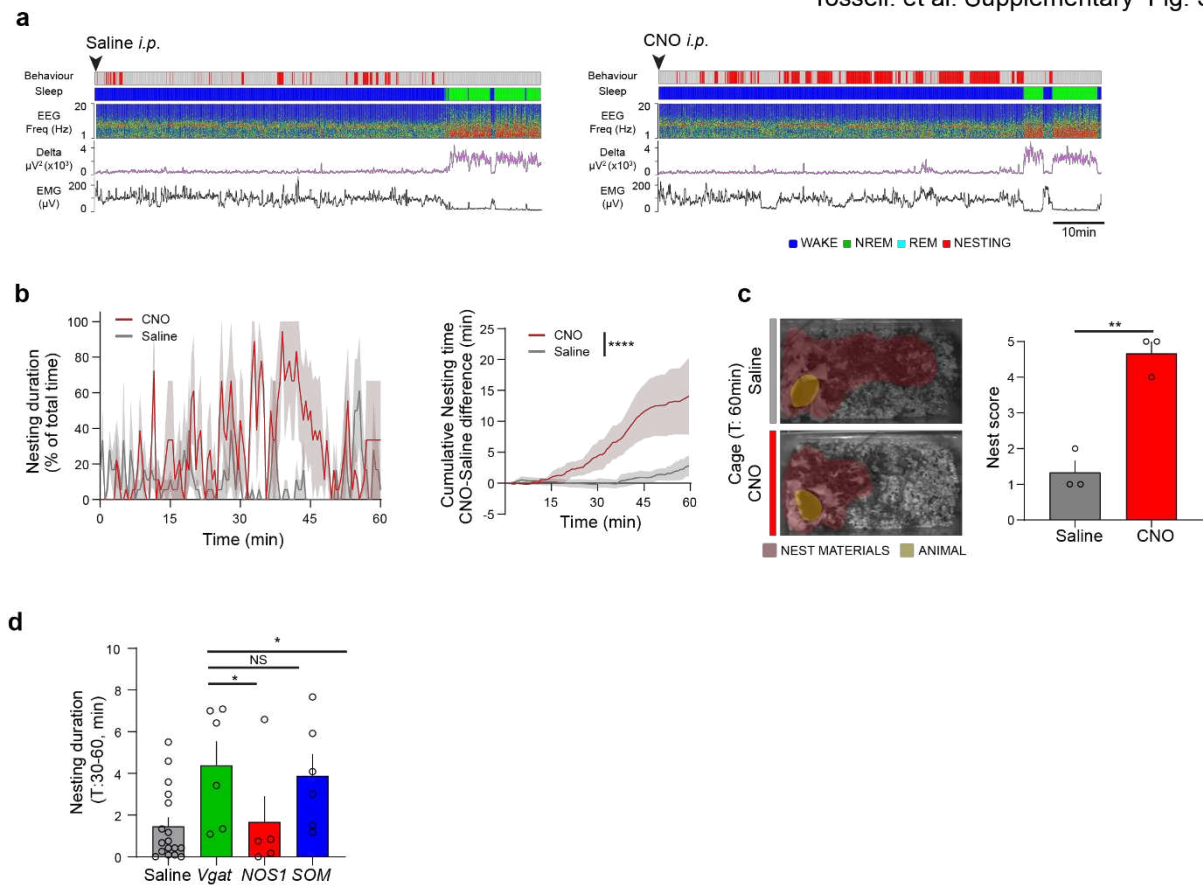 Tossell. et al. Supplementary Fig.
a
Saline i.p.
Behaviour
Sleep
20
EEG
Freq (Hz)
1
4
Delta
µV² (x10³)
0
200
EMG
(µV)
0
CNO i.p.
Behaviour
Sleep
20
EEG
Freq (Hz)
1
4
Delta
µV² (x10³)
0
200
EMG
(µV)
0
10min
WAKE NREM REM NESTING
b
CNO
Saline
Nesting duration
(% of total time)
100
80
60
40
20
0
0 15 30 45 60
Time (min)
CNO
Saline
****
Cumulative Nesting time
CNO-Saline difference (min)
25
20
15
10
5
0
-5
15 30 45 60
Time (min)
c
Cage (T: 60min)
Saline
CNO
NEST MATERIALS ANIMAL
**
Nest score
5
4
3
2
1
0
Saline CNO
d
*
NS
*
Nesting duration
(T:30-60, min)
10
8
6
4
2
0
Saline Vgat NOS1 SOM